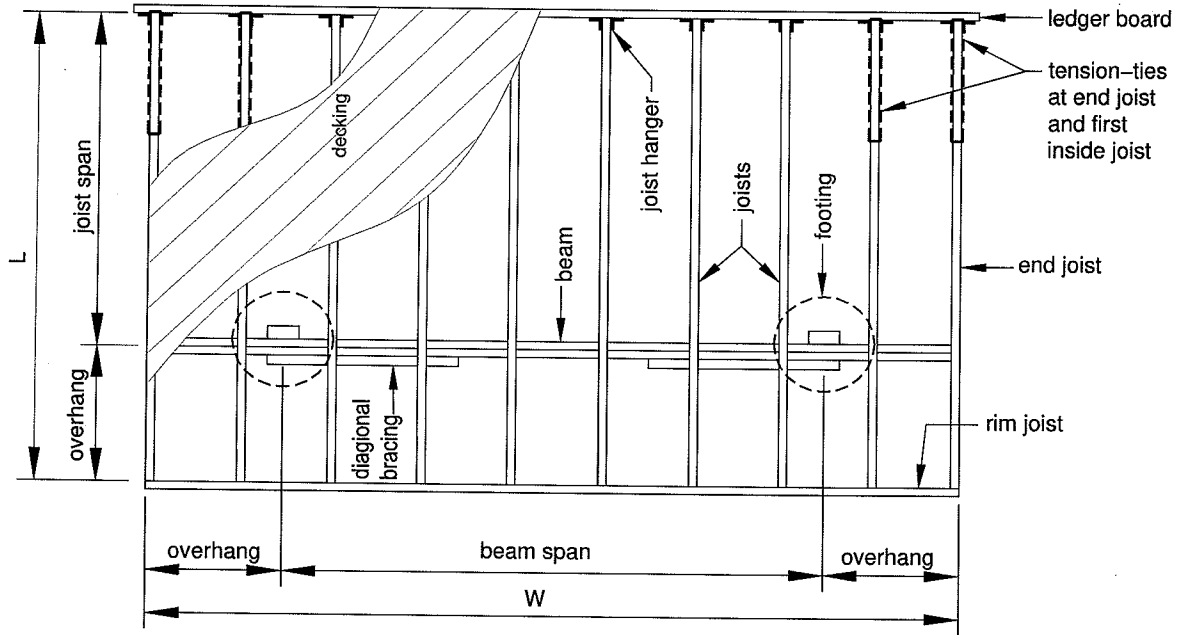 ledger board
tension-ties
at end joist
and first
inside joist
decking
joist hanger
joists
footing
joist span
L
beam
end joist
overhang
diagional
bracing
rim joist
overhang
beam span
overhang
W